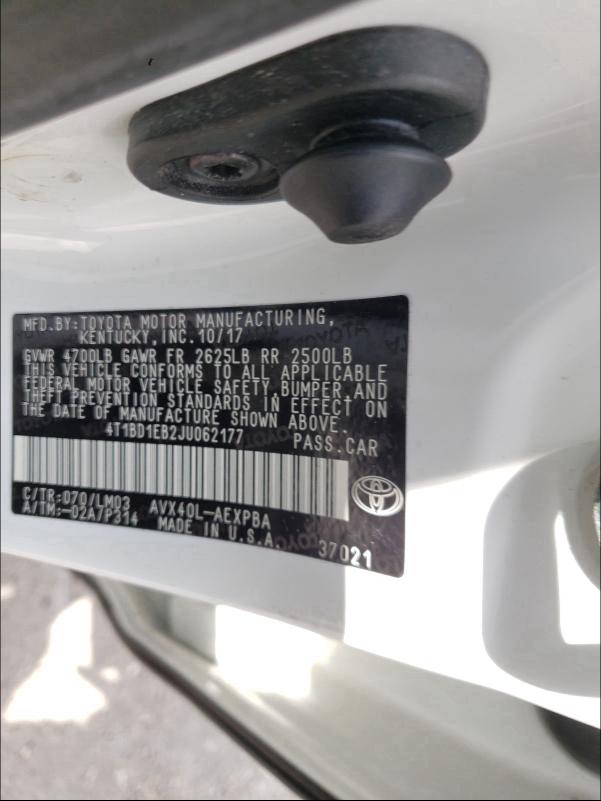 MFD.BY:TOYOTA MOTOR MANUFACTURING,
KENTUCKY, INC. 10/17
GVWR 4700LB GAWR FR 2625LB RR 2500LB
THIS VEHICLE CONFORMS TO ALL APPLICABLE
FEDERAL MOTOR VEHICLE SAFETY,BUMPER,AND
THEFT PREVENTION STANDARDS IN EFFECT ON
THE DATE OF MANUFACTURE SHOWN ABOVE.
4T1BD1EB2JU062177 PASS.CAR
C/TR:070/LM03 AVX40L-AEXPBA
A/TM:-02A/P314 MADE IN U.S.A. 37021